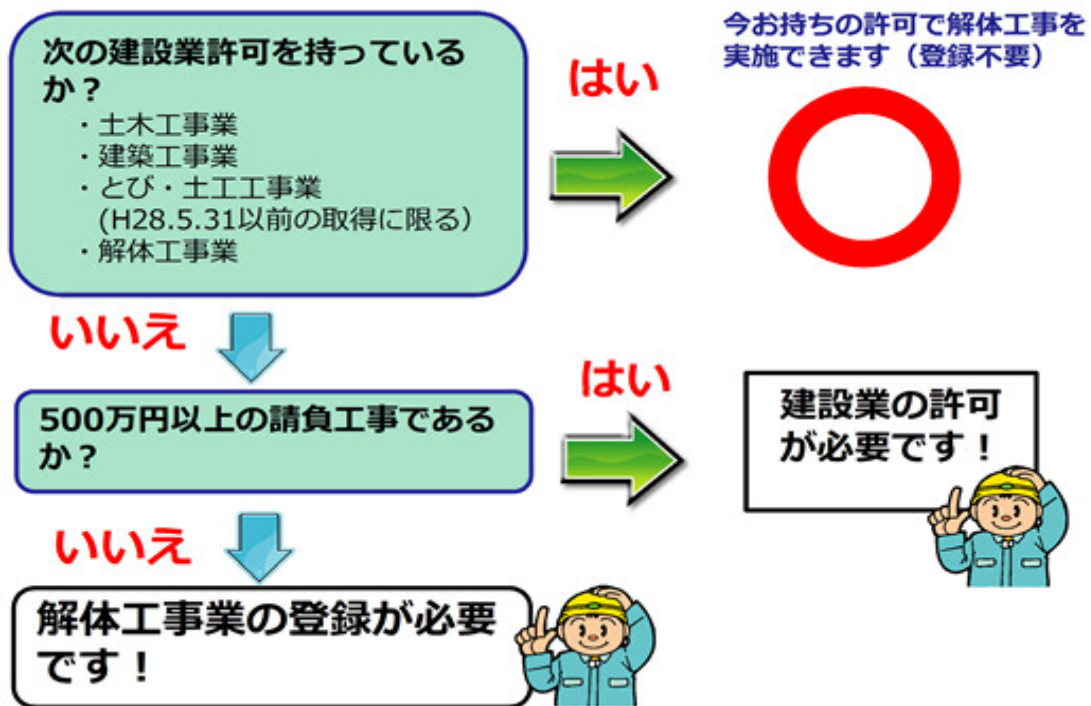 次の建設業許可を持っている
か？
・土木工事業
・建築工事業
・とび・土工工事業
(H28.5.31以前の取得に限る）
・解体工事業
はい
今お持ちの許可で解体工事を
実施できます（登録不要）
いいえ
500万円以上の請負工事である
か？
はい
建設業の許可
が必要です！
いいえ
解体工事業の登録が必要
です！